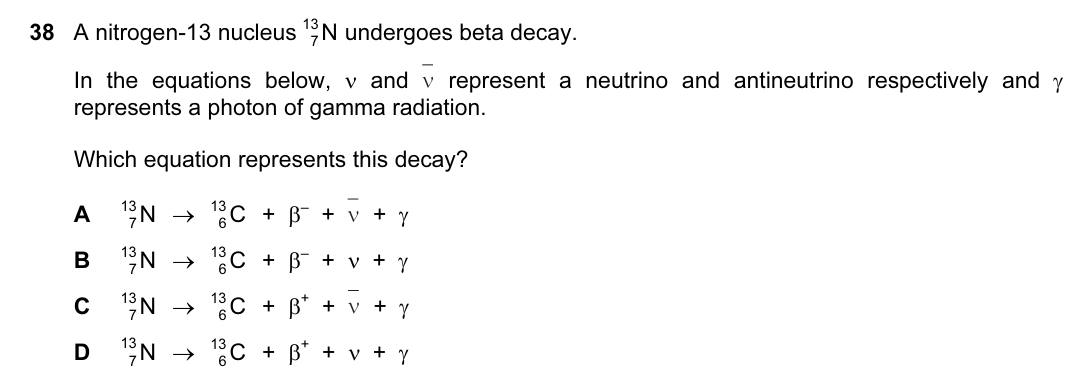 38 A nitrogen-13 nucleus ¹³₇N undergoes beta decay.
In the equations below, ν and ν̅ represent a neutrino and antineutrino respectively and γ
represents a photon of gamma radiation.
Which equation represents this decay?
A ¹³₇N → ¹³₆C + β⁻ + ν̅ + γ
B ¹³₇N → ¹³₆C + β⁻ + ν + γ
C ¹³₇N → ¹³₆C + β⁺ + ν̅ + γ
D ¹³₇N → ¹³₆C + β⁺ + ν + γ